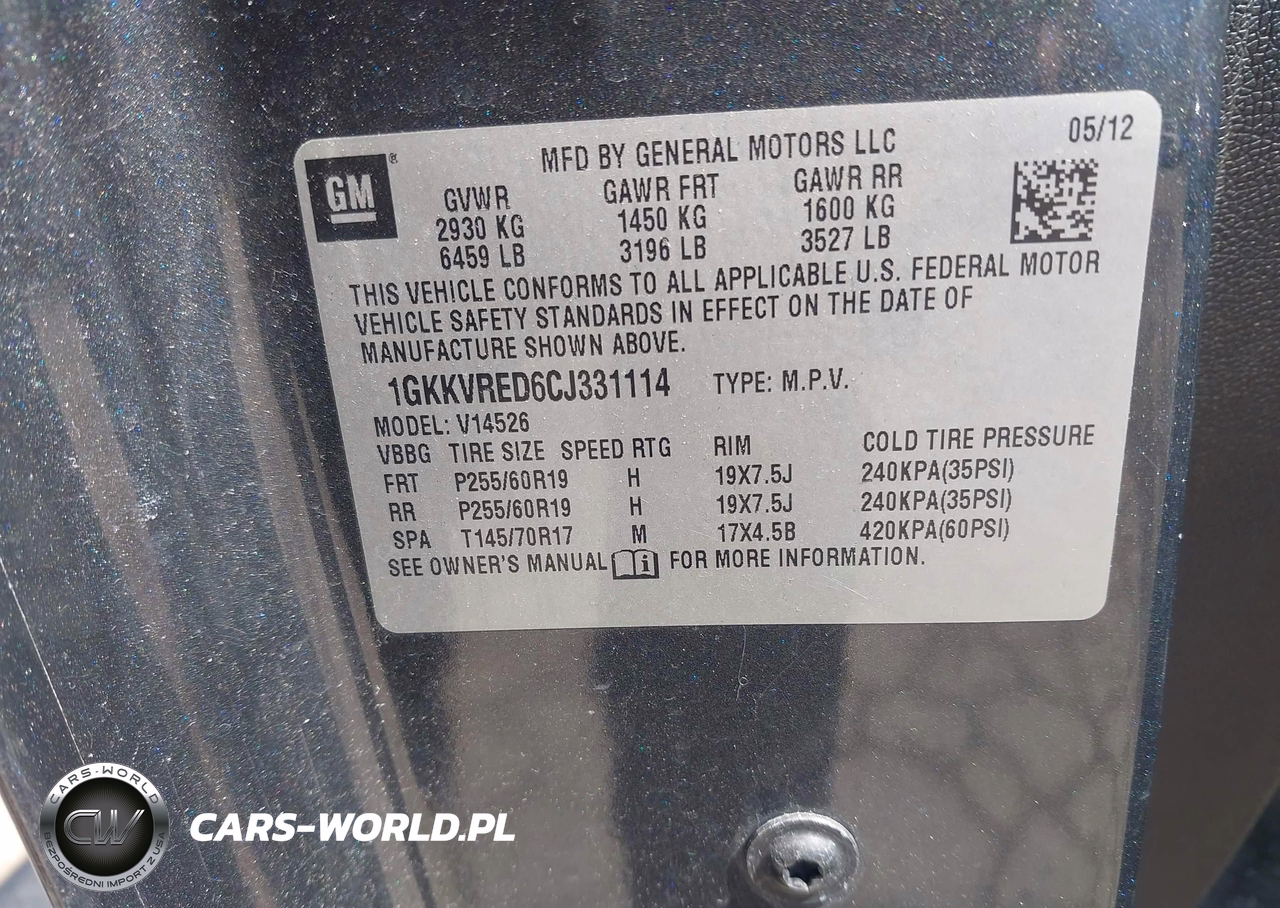 05/12
GM ®
MFD BY GENERAL MOTORS LLC
GVWR GAWR FRT GAWR RR
2930 KG 1450 KG 1600 KG
6459 LB 3196 LB 3527 LB
THIS VEHICLE CONFORMS TO ALL APPLICABLE U.S. FEDERAL MOTOR
VEHICLE SAFETY STANDARDS IN EFFECT ON THE DATE OF
MANUFACTURE SHOWN ABOVE.
1GKKVRED6CJ331114 TYPE: M.P.V.
MODEL: V14526
VBBG TIRE SIZE SPEED RTG RIM COLD TIRE PRESSURE
FRT P255/60R19 H 19X7.5J 240KPA(35PSI)
RR P255/60R19 H 19X7.5J 240KPA(35PSI)
SPA T145/70R17 M 17X4.5B 420KPA(60PSI)
SEE OWNER'S MANUAL FOR MORE INFORMATION.
CARS-WORLD
CW
BEZPOŚREDNI IMPORT Z USA
CARS-WORLD.PL